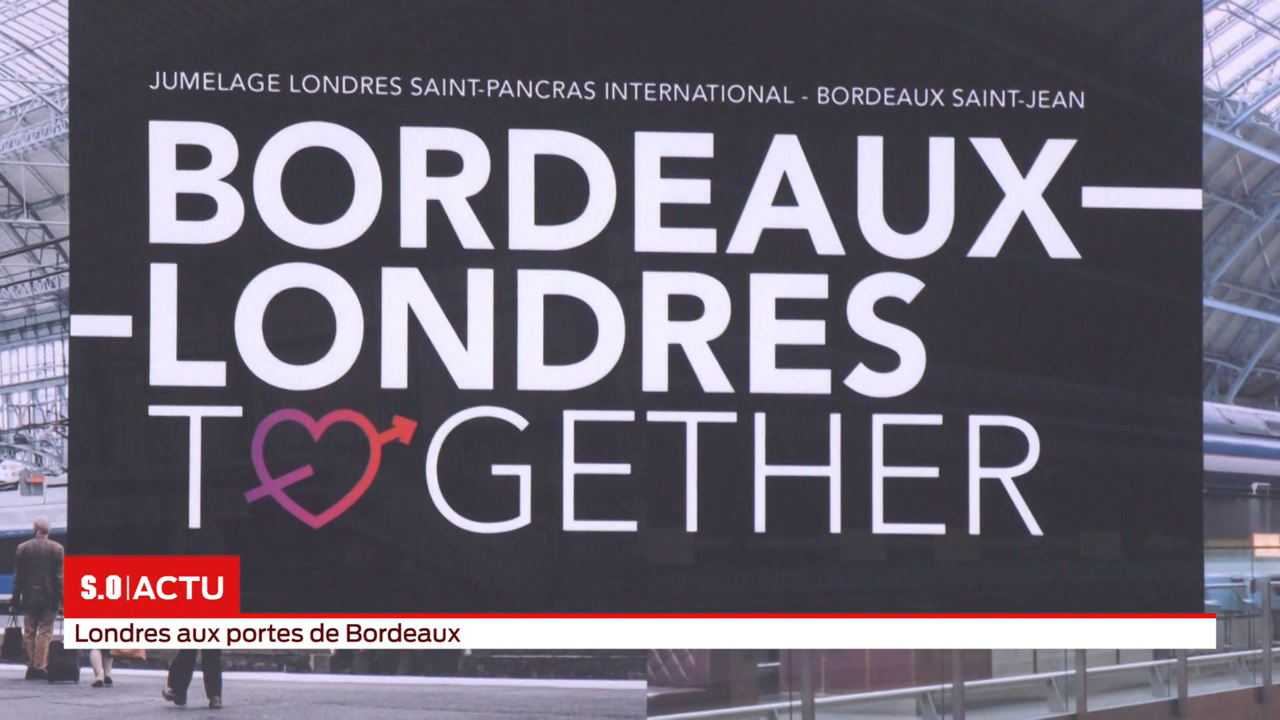 JUMELAGE LONDRES SAINT-PANCRAS INTERNATIONAL - BORDEAUX SAINT-JEAN
BORDEAUX-
-LONDRES
TOGETHER
S.O|ACTU
Londres aux portes de Bordeaux